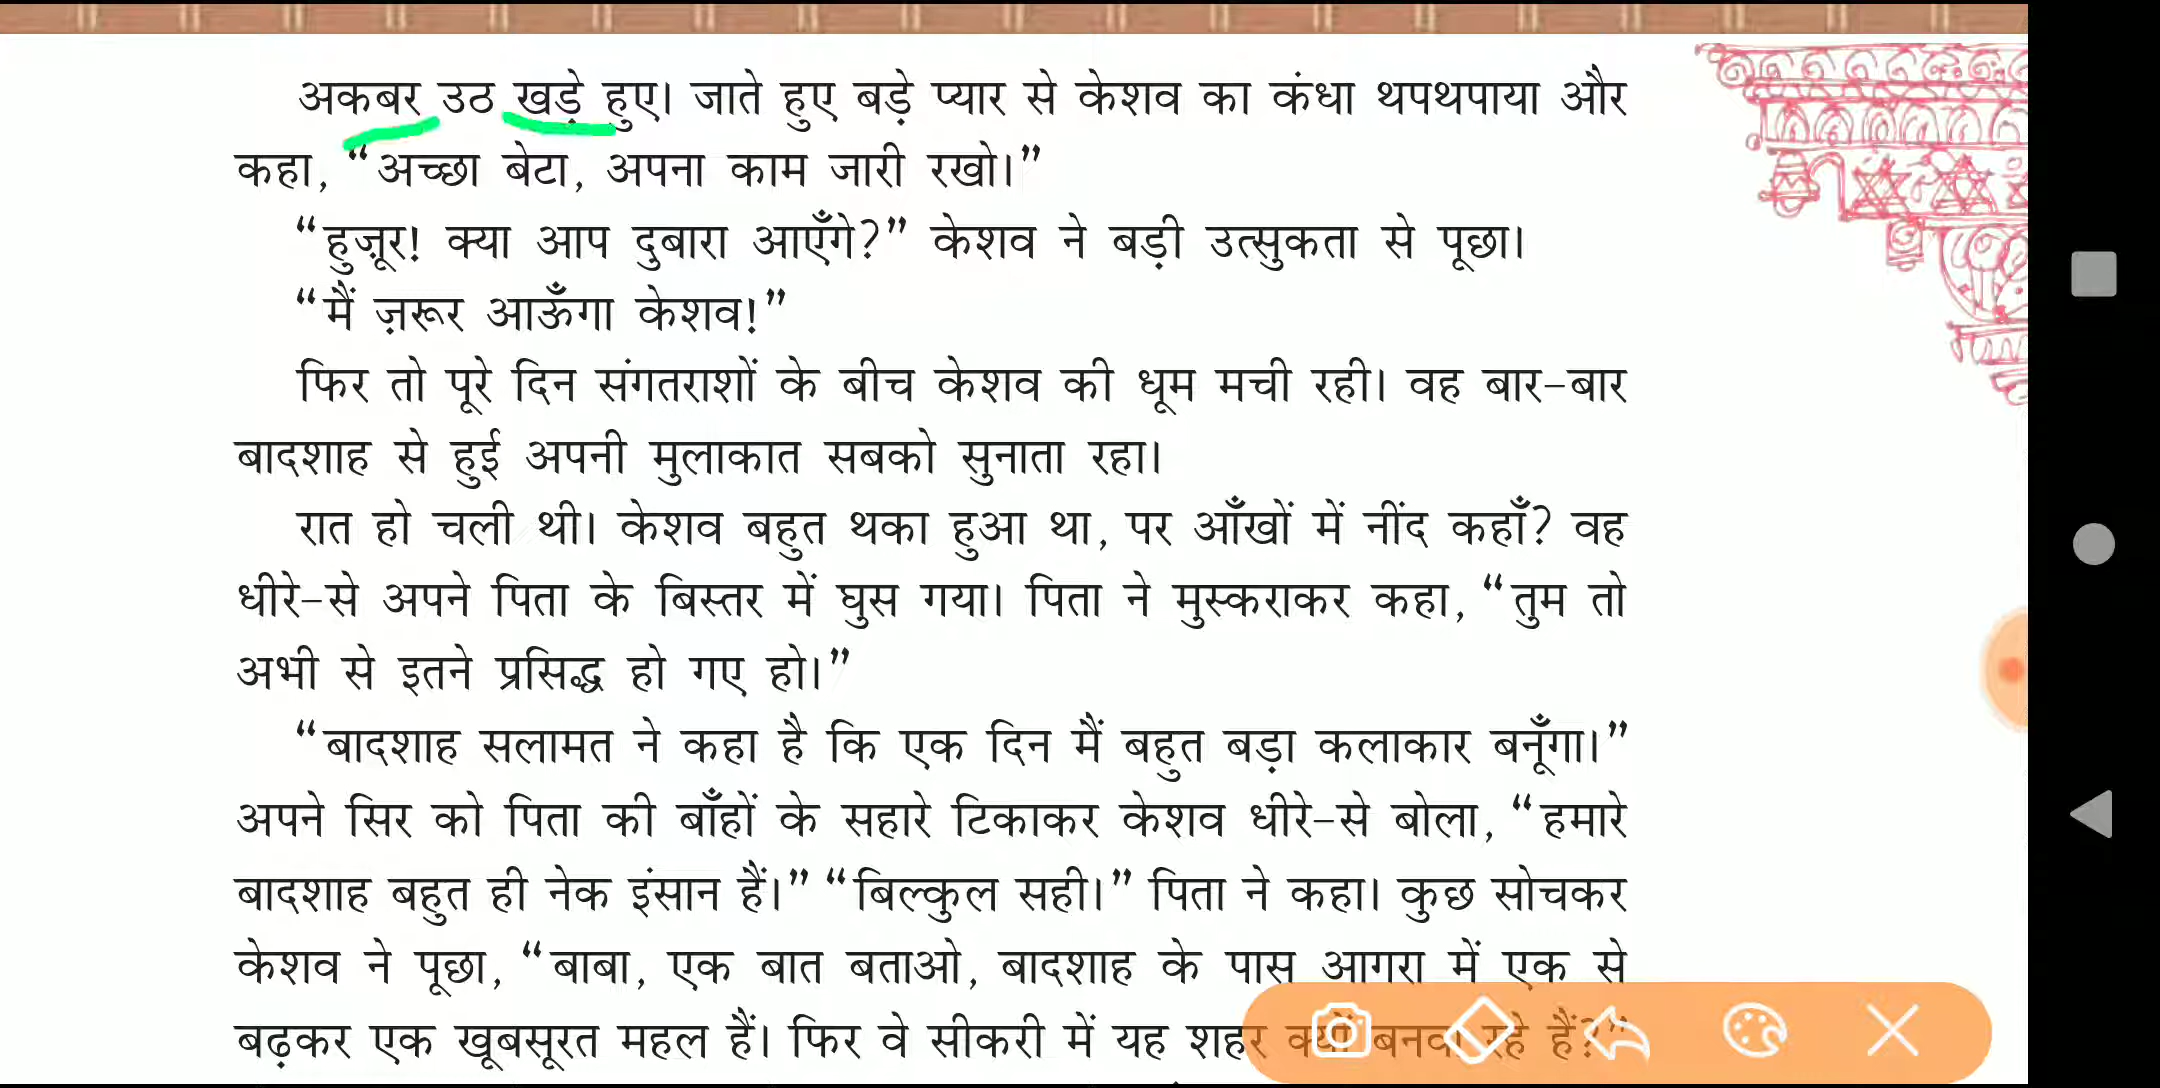 अकबर उठ खड़े हुए। जाते हुए बड़े प्यार से केशव का कंधा थपथपाया और
कहा, “अच्छा बेटा, अपना काम जारी रखो।”
“हुज़ूर! क्या आप दुबारा आएँगे?” केशव ने बड़ी उत्सुकता से पूछा।
“मैं ज़रूर आऊँगा केशव!”
फिर तो पूरे दिन संगतराशों के बीच केशव की धूम मची रही। वह बार-बार
बादशाह से हुई अपनी मुलाकात सबको सुनाता रहा।
रात हो चली थी। केशव बहुत थका हुआ था, पर आँखों में नींद कहाँ? वह
धीरे-से अपने पिता के बिस्तर में घुस गया। पिता ने मुस्कराकर कहा, “तुम तो
अभी से इतने प्रसिद्ध हो गए हो।”
“बादशाह सलामत ने कहा है कि एक दिन मैं बहुत बड़ा कलाकार बनूँगा।”
अपने सिर को पिता की बाँहों के सहारे टिकाकर केशव धीरे-से बोला, “हमारे
बादशाह बहुत ही नेक इंसान हैं।” “बिल्कुल सही।” पिता ने कहा। कुछ सोचकर
केशव ने पूछा, “बाबा, एक बात बताओ, बादशाह के पास आगरा में एक से
बढ़कर एक खूबसूरत महल हैं। फिर वे सीकरी में यह शहर क्यों बनवा रहे हैं?”